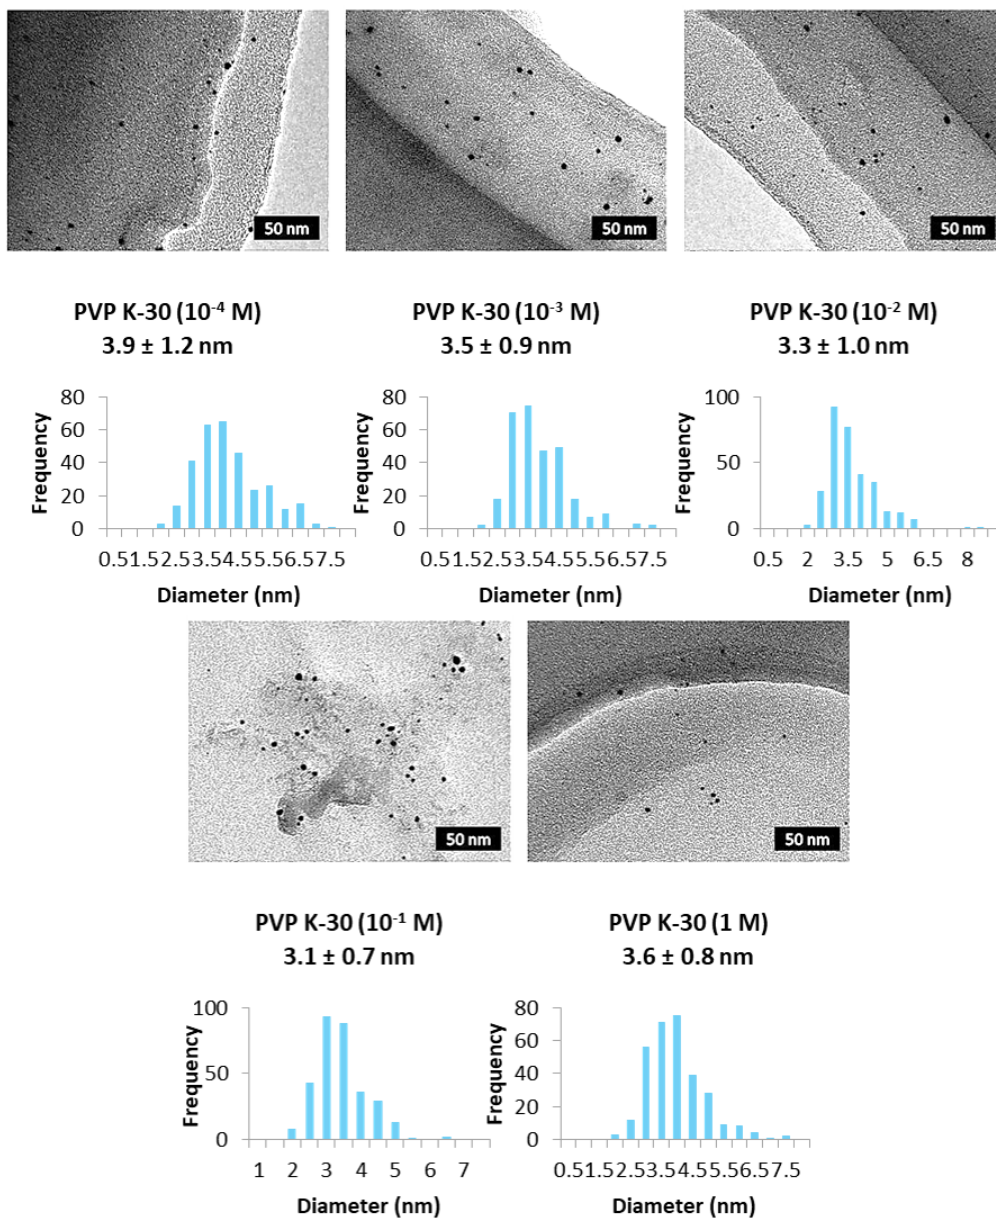 50 nm
50 nm
50 nm
PVP K-30 (10⁻⁴ M)
3.9 ± 1.2 nm
PVP K-30 (10⁻³ M)
3.5 ± 0.9 nm
PVP K-30 (10⁻² M)
3.3 ± 1.0 nm
Frequency
80
60
40
20
0
0.51.52.53.54.55.56.57.5
Diameter (nm)
Frequency
80
60
40
20
0
0.51.52.53.54.55.56.57.5
Diameter (nm)
Frequency
100
50
0
0.5 2 3.5 5 6.5 8
Diameter (nm)
50 nm
50 nm
PVP K-30 (10⁻¹ M)
3.1 ± 0.7 nm
PVP K-30 (1 M)
3.6 ± 0.8 nm
Frequency
100
50
0
1 2 3 4 5 6 7
Diameter (nm)
Frequency
80
60
40
20
0
0.51.52.53.54.55.56.57.5
Diameter (nm)